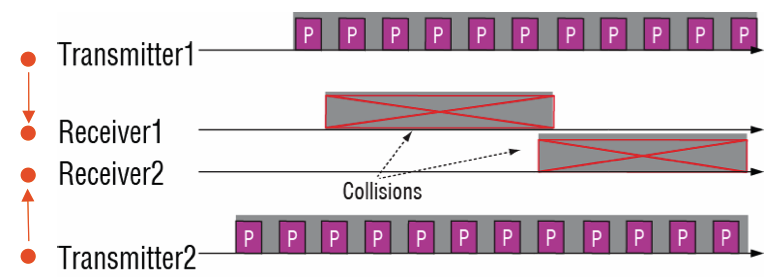 P P P P P P P P P P P
Transmitter1
Receiver1
Receiver2
Collisions
P P P P P P P P P P P P
Transmitter2